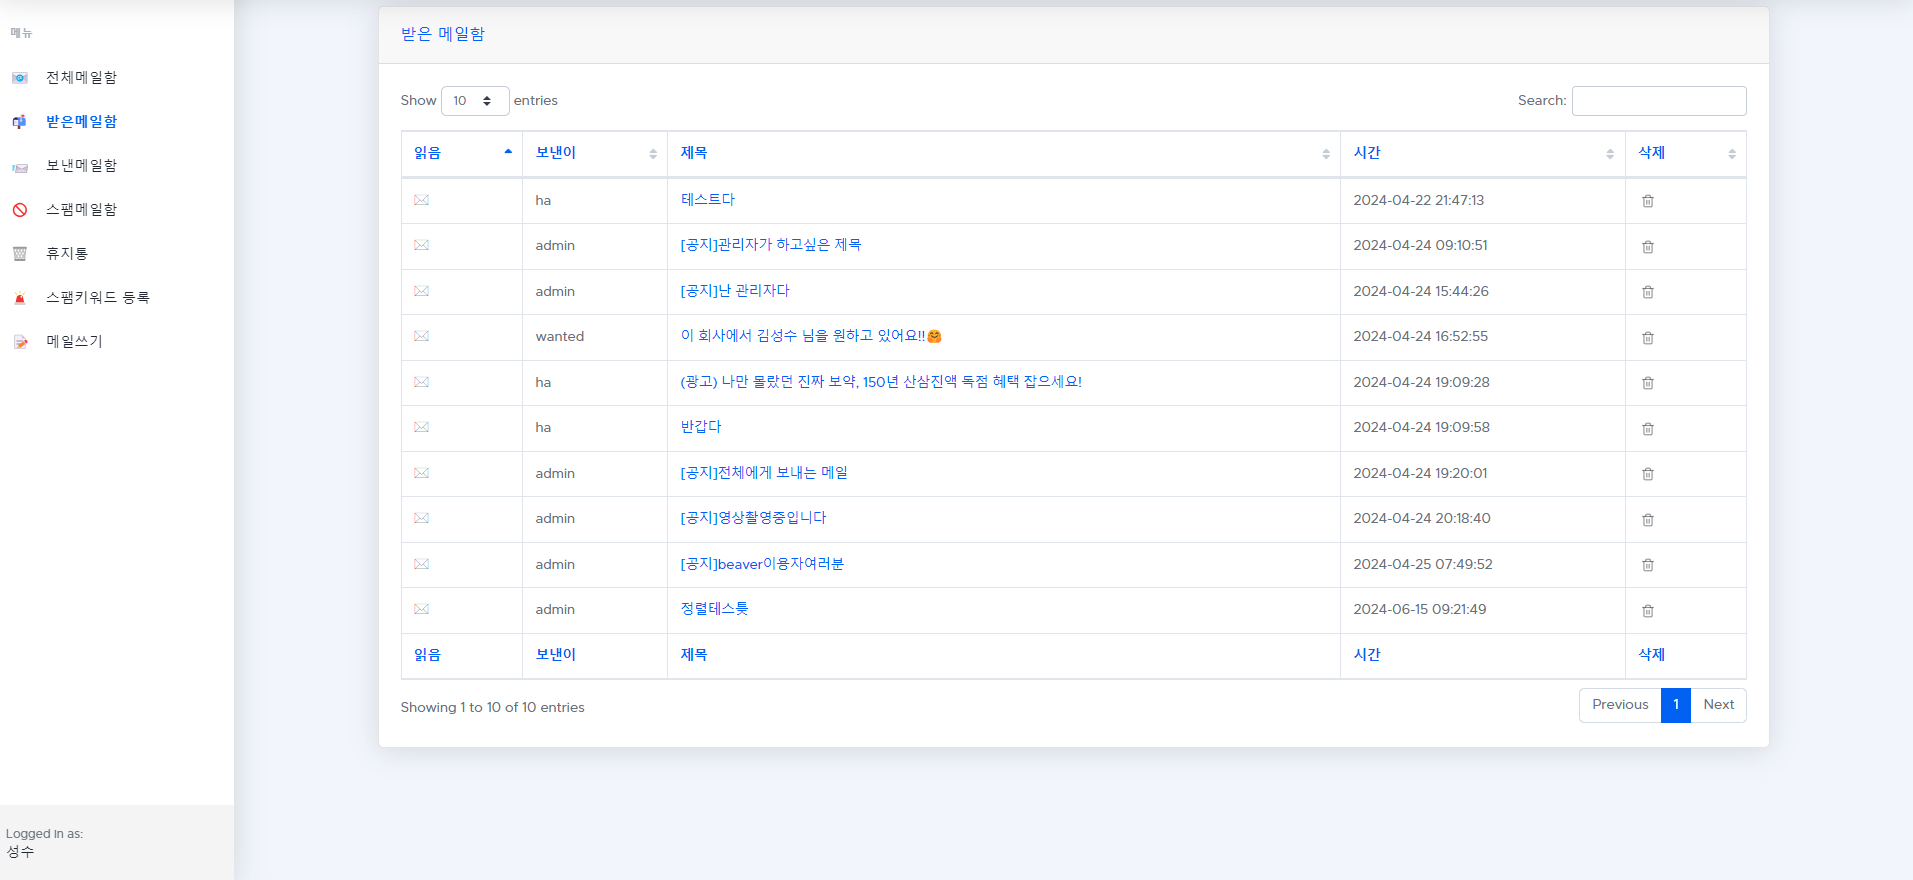 메뉴
전체메일함
받은메일함
보낸메일함
스팸메일함
휴지통
스팸키워드 등록
메일쓰기
Logged in as:
성수
받은 메일함
Show 10 entries
Search:
읽음 보낸이 제목 시간 삭제
ha 테스트다 2024-04-22 21:47:13
admin [공지]관리자가 하고싶은 제목 2024-04-24 09:10:51
admin [공지]난 관리자다 2024-04-24 15:44:26
wanted 이 회사에서 김성수 님을 원하고 있어요!!🤗 2024-04-24 16:52:55
ha (광고) 나만 몰랐던 진짜 보약, 150년 산삼진액 독점 혜택 잡으세요! 2024-04-24 19:09:28
ha 반갑다 2024-04-24 19:09:58
admin [공지]전체에게 보내는 메일 2024-04-24 19:20:01
admin [공지]영상촬영중입니다 2024-04-24 20:18:40
admin [공지]beaver이용자여러분 2024-04-25 07:49:52
admin 정렬테스틋 2024-06-15 09:21:49
읽음 보낸이 제목 시간 삭제
Showing 1 to 10 of 10 entries
Previous 1 Next